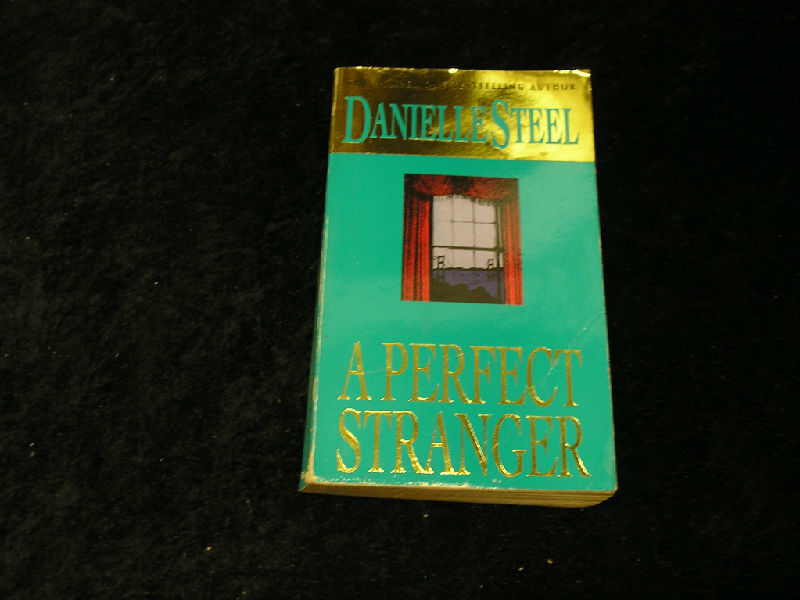 BESTSELLING AUTHOR
DANIELLE STEEL
A PERFECT
STRANGER